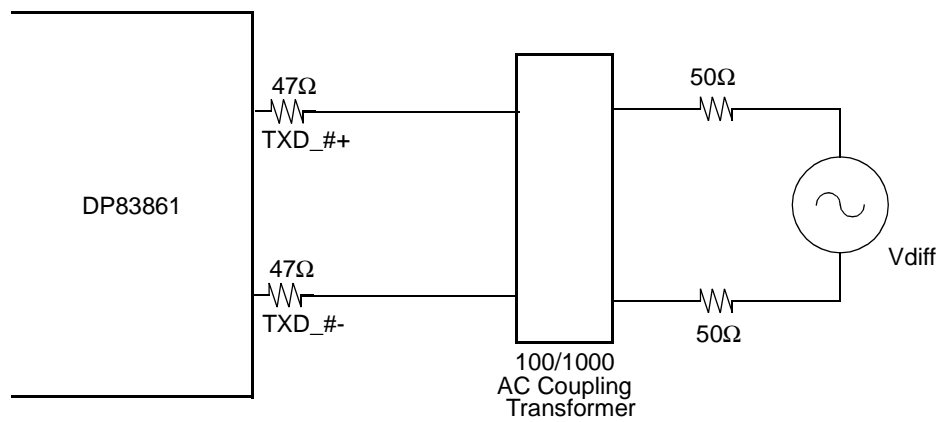 47Ω
50Ω
TXD_#+
DP83861
Vdiff
47Ω
TXD_#-
50Ω
100/1000
AC Coupling
Transformer